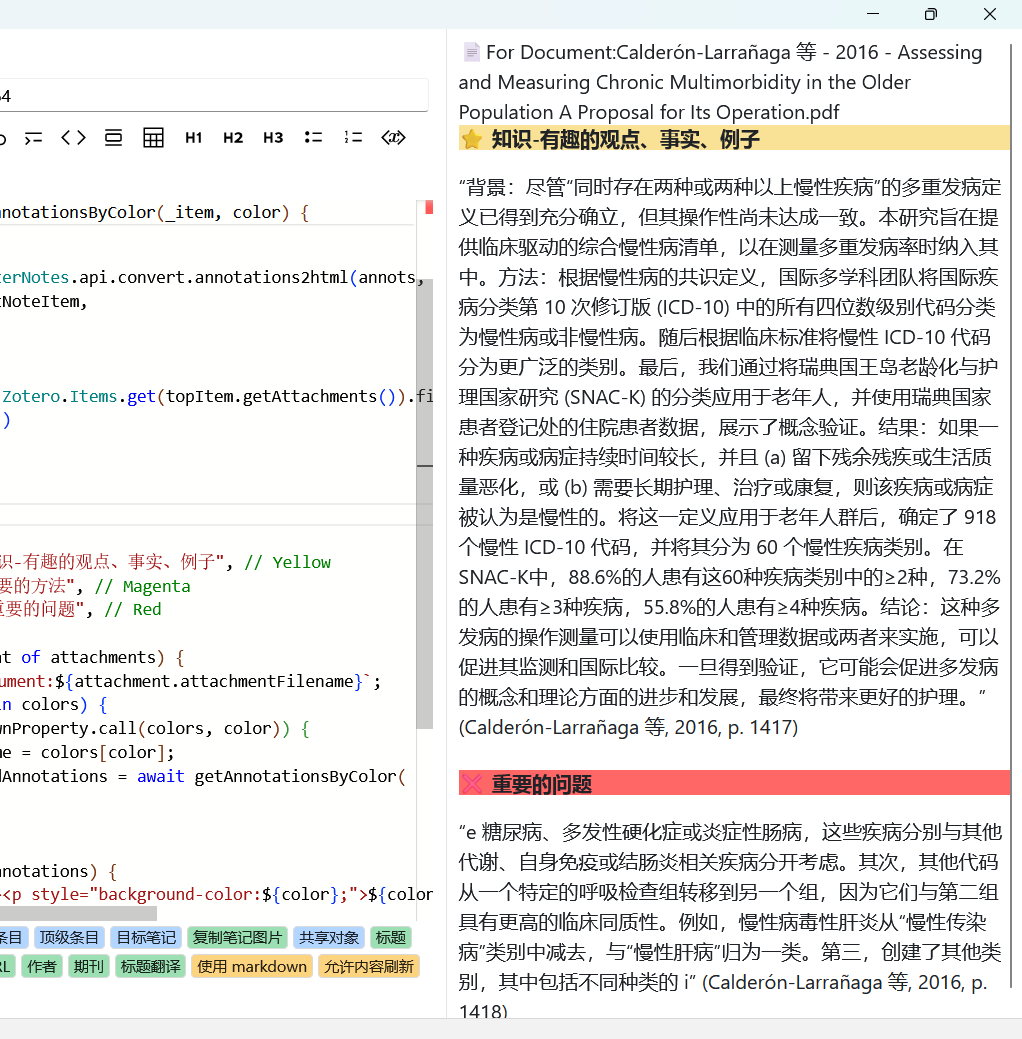 54
H1 H2 H3
notationsByColor(_item, color) {
terNotes.api.convert.annotations2html(annots,
tNoteItem,
Zotero.Items.get(topItem.getAttachments()).fi
)
识-有趣的观点、事实、例子", // Yellow
要的方法", // Magenta
重要的问题", // Red
nt of attachments) {
ument:${attachment.attachmentFilename}`;
in colors) {
wnProperty.call(colors, color)) {
me = colors[color];
dAnnotations = await getAnnotationsByColor(
nnotations) {
<p style="background-color:${color};">${color
条目 顶级条目 目标笔记 复制笔记图片 共享对象 标题
RL 作者 期刊 标题翻译 使用 markdown 允许内容刷新
For Document:Calderón-Larrañaga 等 - 2016 - Assessing
and Measuring Chronic Multimorbidity in the Older
Population A Proposal for Its Operation.pdf
知识-有趣的观点、事实、例子
“背景：尽管“同时存在两种或两种以上慢性疾病”的多重发病定
义已得到充分确立，但其操作性尚未达成一致。本研究旨在提
供临床驱动的综合慢性病清单，以在测量多重发病率时纳入其
中。方法：根据慢性病的共识定义，国际多学科团队将国际疾
病分类第 10 次修订版 (ICD-10) 中的所有四位数级别代码分类
为慢性病或非慢性病。随后根据临床标准将慢性 ICD-10 代码
分为更广泛的类别。最后，我们通过将瑞典国王岛老龄化与护
理国家研究 (SNAC-K) 的分类应用于老年人，并使用瑞典国家
患者登记处的住院患者数据，展示了概念验证。结果：如果一
种疾病或病症持续时间较长，并且 (a) 留下残余残疾或生活质
量恶化，或 (b) 需要长期护理、治疗或康复，则该疾病或病症
被认为是慢性的。将这一定义应用于老年人群后，确定了 918
个慢性 ICD-10 代码，并将其分为 60 个慢性疾病类别。在
SNAC-K中，88.6%的人患有这60种疾病类别中的≥2种，73.2%
的人患有≥3种疾病，55.8%的人患有≥4种疾病。结论：这种多
发病的操作测量可以使用临床和管理数据或两者来实施，可以
促进其监测和国际比较。一旦得到验证，它可能会促进多发病
的概念和理论方面的进步和发展，最终将带来更好的护理。”
(Calderón-Larrañaga 等, 2016, p. 1417)
重要的问题
“e 糖尿病、多发性硬化症或炎症性肠病，这些疾病分别与其他
代谢、自身免疫或结肠炎相关疾病分开考虑。其次，其他代码
从一个特定的呼吸检查组转移到另一个组，因为它们与第二组
具有更高的临床同质性。例如，慢性病毒性肝炎从“慢性传染
病”类别中减去，与“慢性肝病”归为一类。第三，创建了其他类
别，其中包括不同种类的 i” (Calderón-Larrañaga 等, 2016, p.
1418)